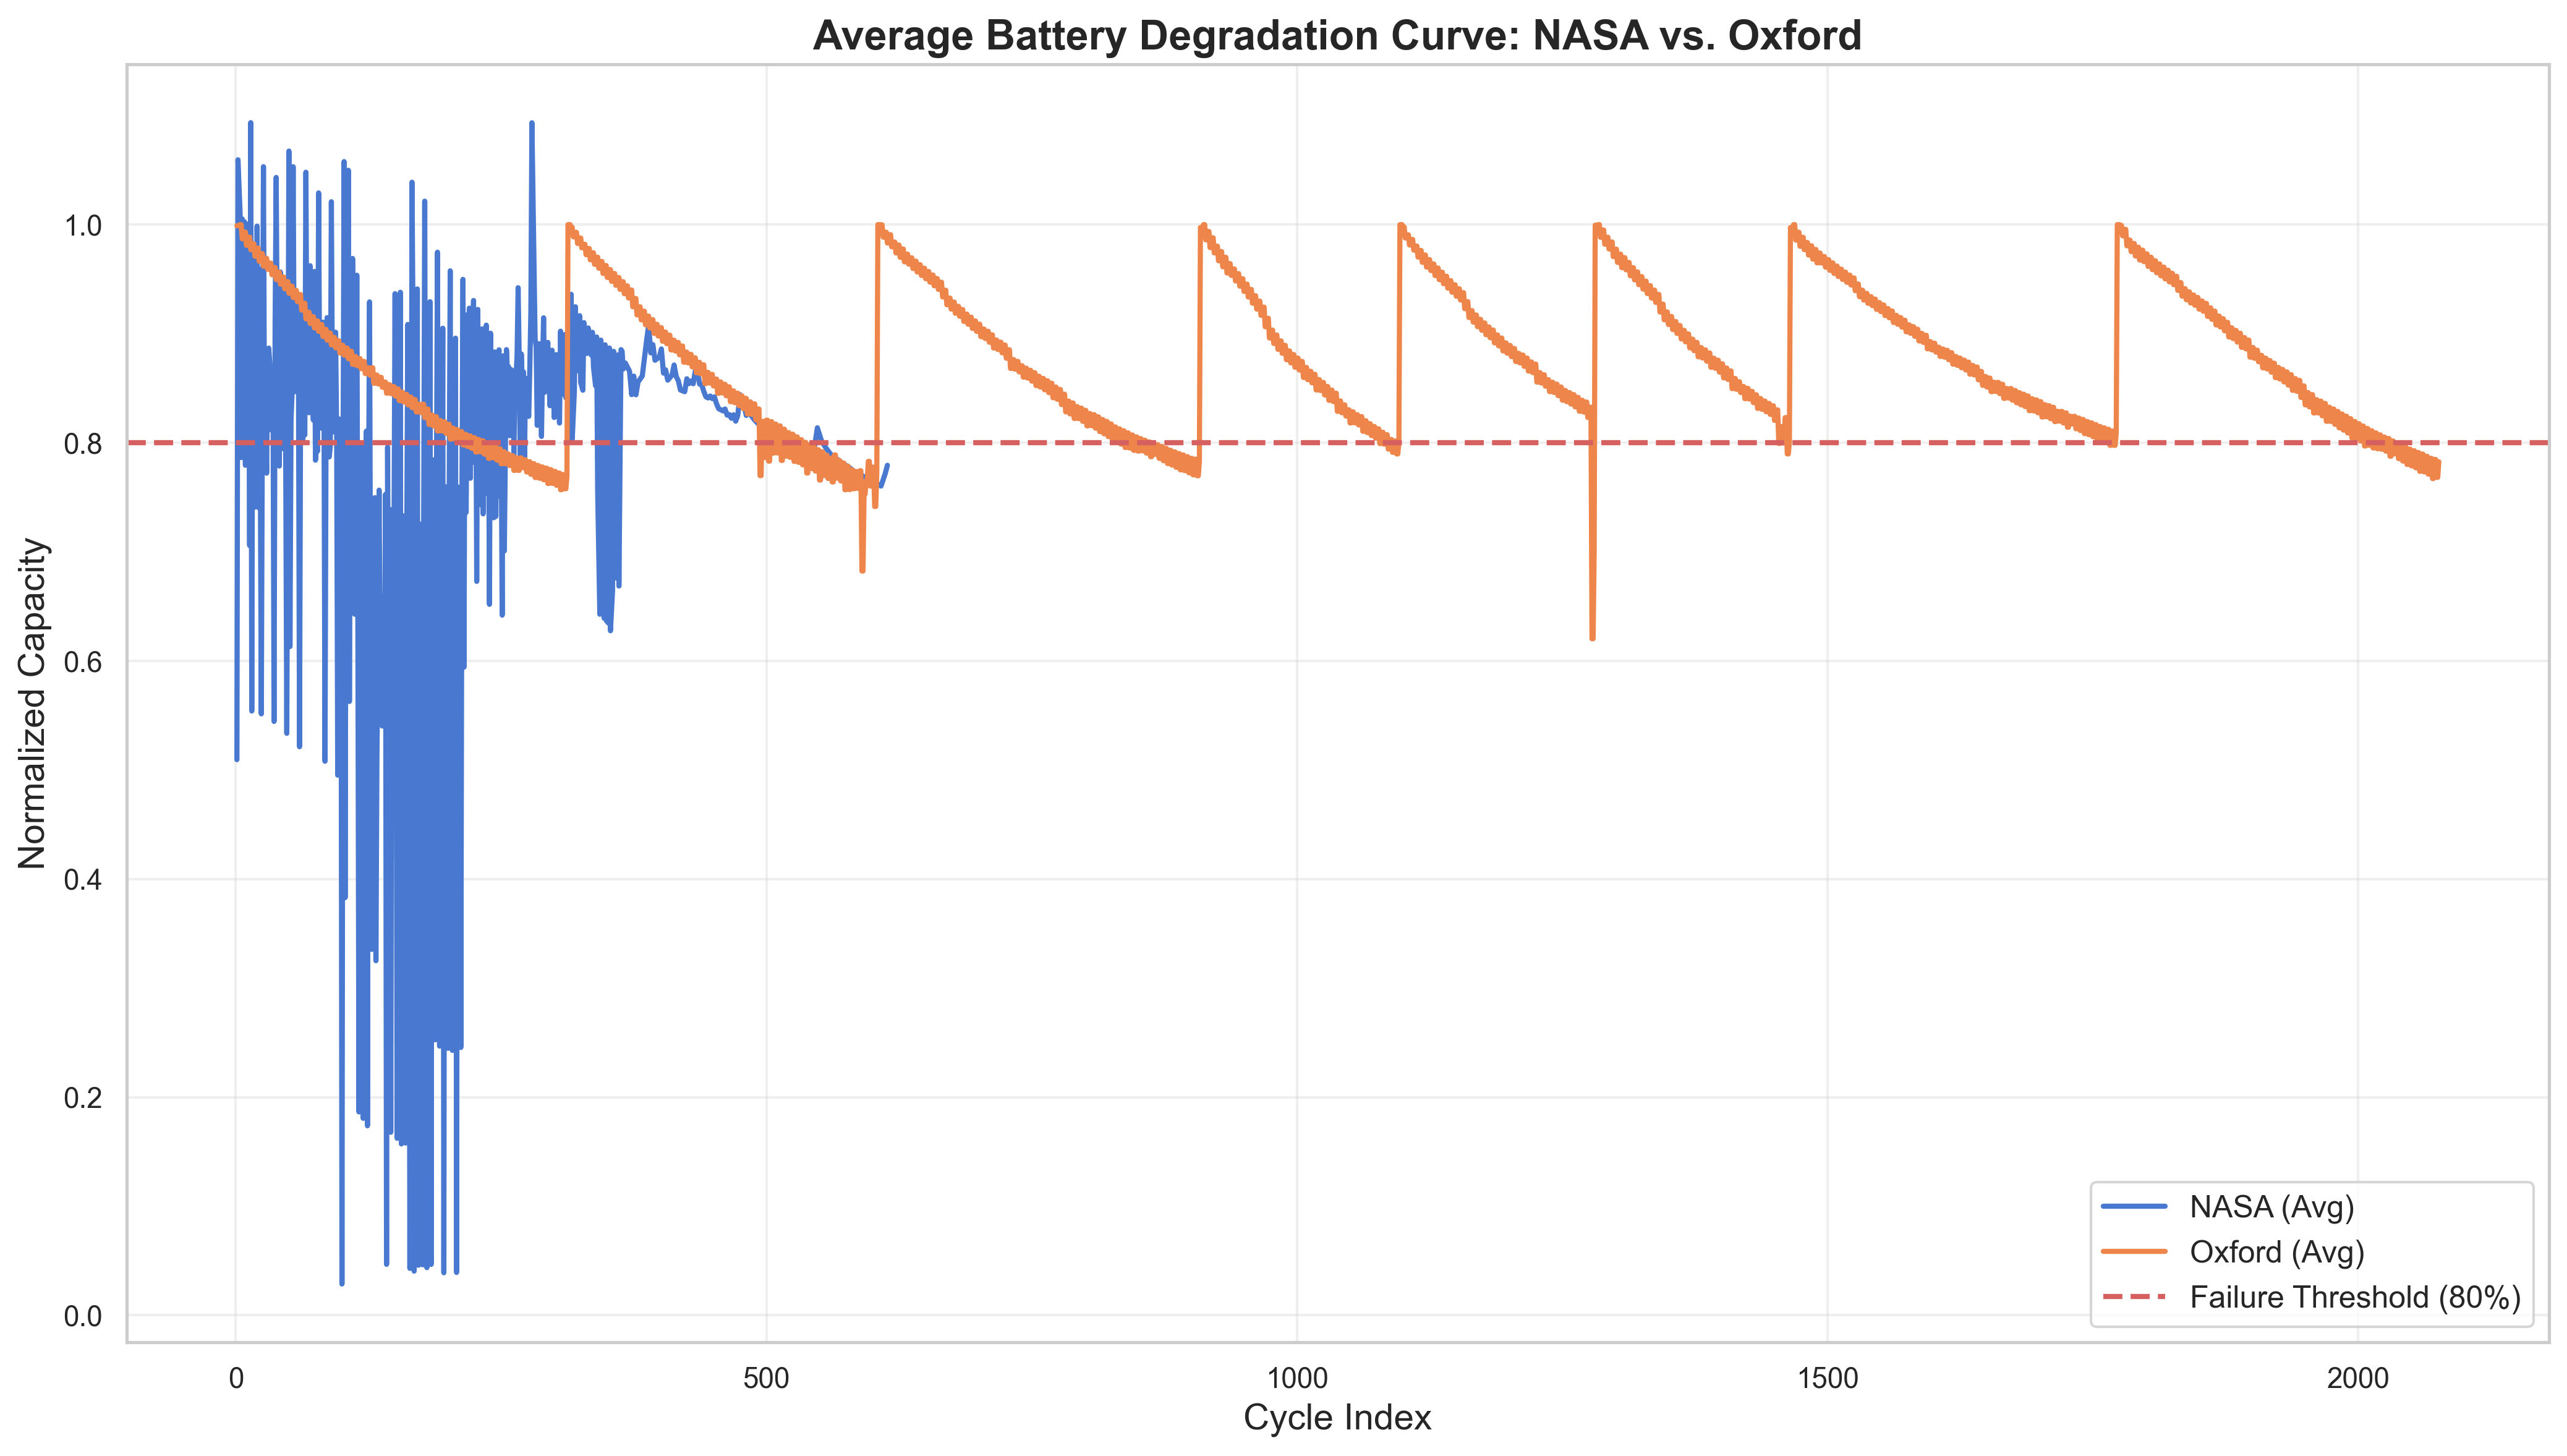 Average Battery Degradation Curve: NASA vs. Oxford
Normalized Capacity
1.0
0.8
0.6
0.4
0.2
0.0
0 500 1000 1500 2000
Cycle Index
NASA (Avg)
Oxford (Avg)
Failure Threshold (80%)